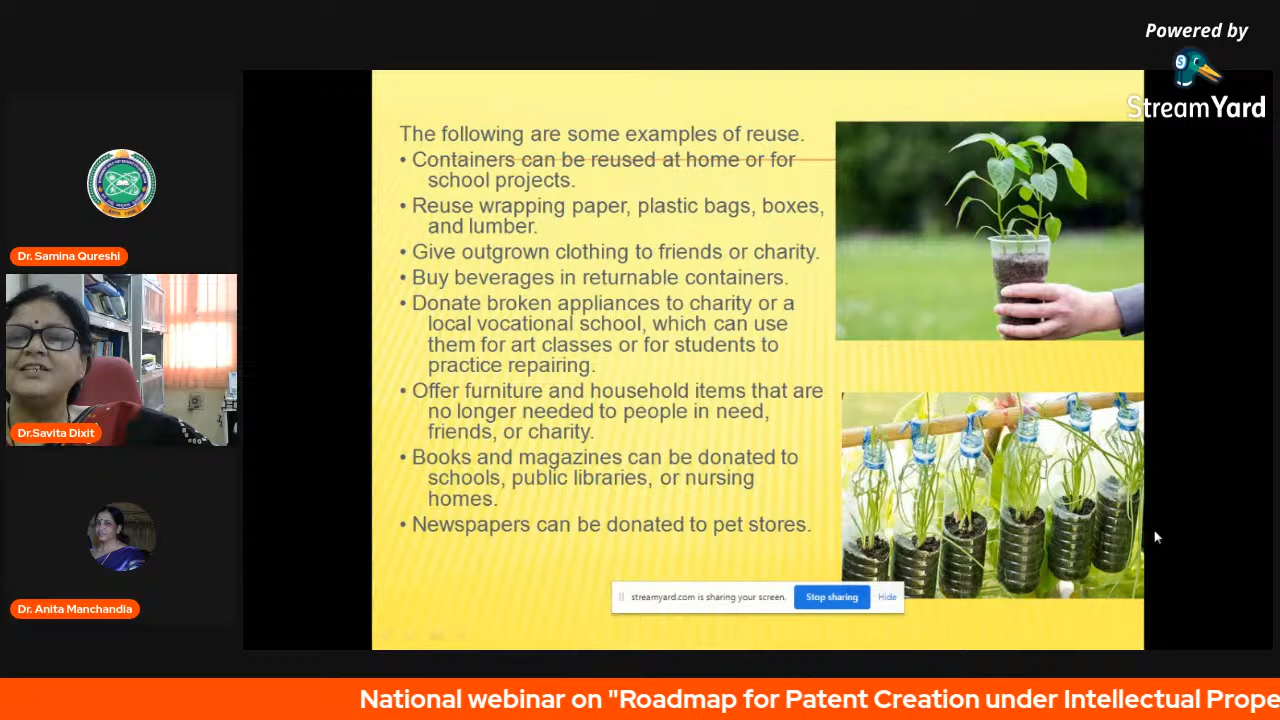 Powered by
StreamYard
The following are some examples of reuse.
• Containers can be reused at home or for
school projects.
• Reuse wrapping paper, plastic bags, boxes,
and lumber.
• Give outgrown clothing to friends or charity.
• Buy beverages in returnable containers.
• Donate broken appliances to charity or a
local vocational school, which can use
them for art classes or for students to
practice repairing.
• Offer furniture and household items that are
no longer needed to people in need,
friends, or charity.
• Books and magazines can be donated to
schools, public libraries, or nursing
homes.
• Newspapers can be donated to pet stores.
Dr. Samina Qureshi
Dr.Savita Dixit
Dr. Anita Manchandia
streamyard.com is sharing your screen. Stop sharing Hide
National webinar on "Roadmap for Patent Creation under Intellectual Prope